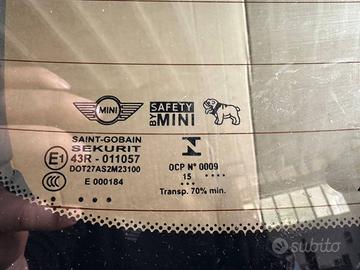 MINI
SAFETY
BY MINI
SAINT-GOBAIN
SEKURIT
E1 43R - 011057
DOT27AS2M23100
CCC E 000184
N
OCP N° 0009
15 ....
Transp. 70% min.
subito